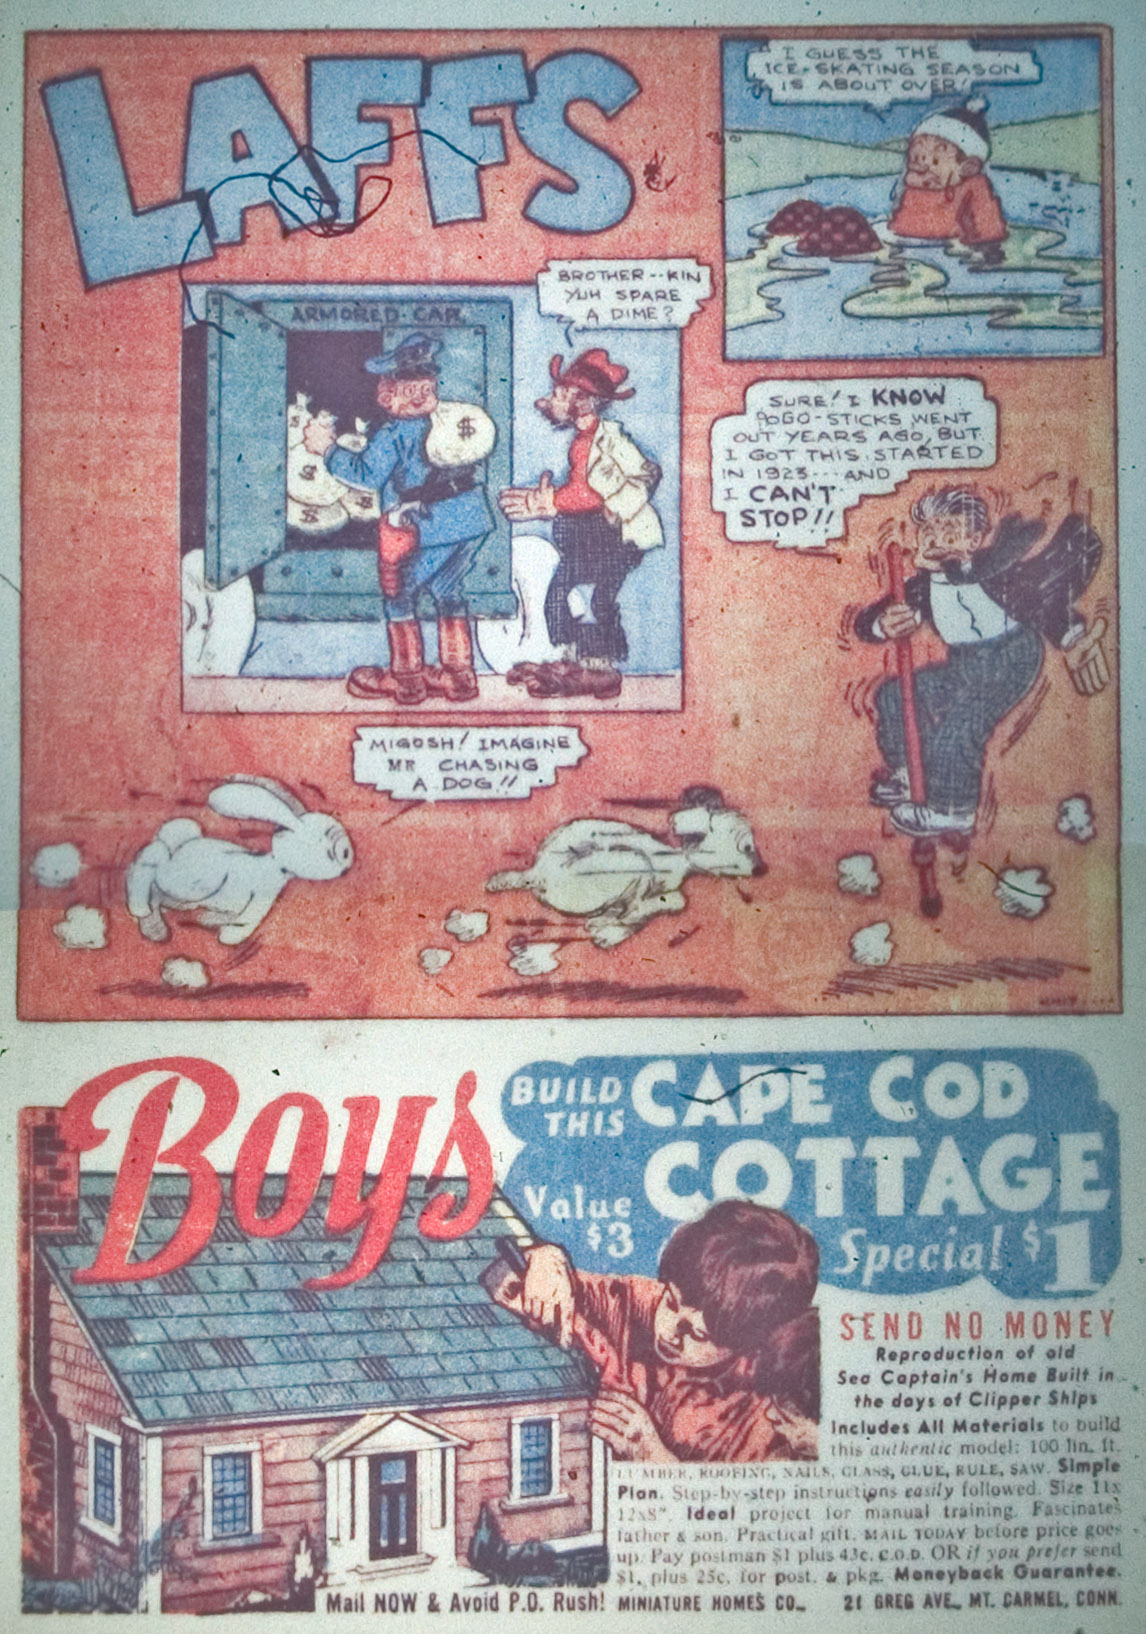 LAFFS
I GUESS THE
ICE-SKATING SEASON
IS ABOUT OVER!
BROTHER--KIN
YUH SPARE
A DIME?
ARMORED CAR
$
$
$
$
SURE! I KNOW
POGO-STICKS WENT
OUT YEARS AGO, BUT
I GOT THIS STARTED
IN 1923---AND
I CAN'T
STOP!!
MIGOSH! IMAGINE
ME CHASING
A DOG!!
Boys
BUILD
THIS
CAPE COD
COTTAGE
Value
$3
Special $1
SEND NO MONEY
Reproduction of old
Sea Captain's Home Built in
the days of Clipper Ships
Includes All Materials to build
this authentic model: 100 lin. ft.
LUMBER, ROOFING, NAILS, GLASS, GLUE, RULE, SAW. Simple
Plan. Step-by-step instructions easily followed. Size 11x
12x8". Ideal project for manual training. Fascinates
father & son. Practical gift. MAIL TODAY before price goes
up. Pay postman $1 plus 43c. C.O.D. OR if you prefer send
$1, plus 25c. for post. & pkg. Moneyback Guarantee.
Mail NOW & Avoid P.O. Rush! MINIATURE HOMES CO., 21 GREG AVE., MT. CARMEL, CONN.